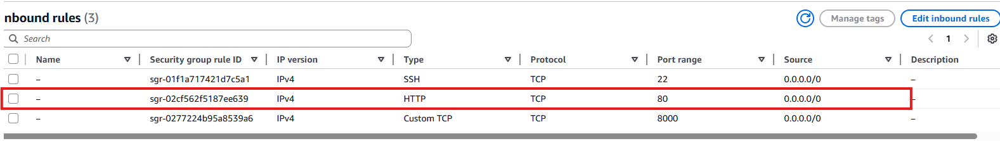 nbound rules (3)
Manage tags
Edit inbound rules
Search
1
Name Security group rule ID IP version Type Protocol Port range Source Description
– sgr-01f1a717421d7c5a1 IPv4 SSH TCP 22 0.0.0.0/0 –
– sgr-02cf562f5187ee639 IPv4 HTTP TCP 80 0.0.0.0/0 –
– sgr-0277224b95a8539a6 IPv4 Custom TCP TCP 8000 0.0.0.0/0 –